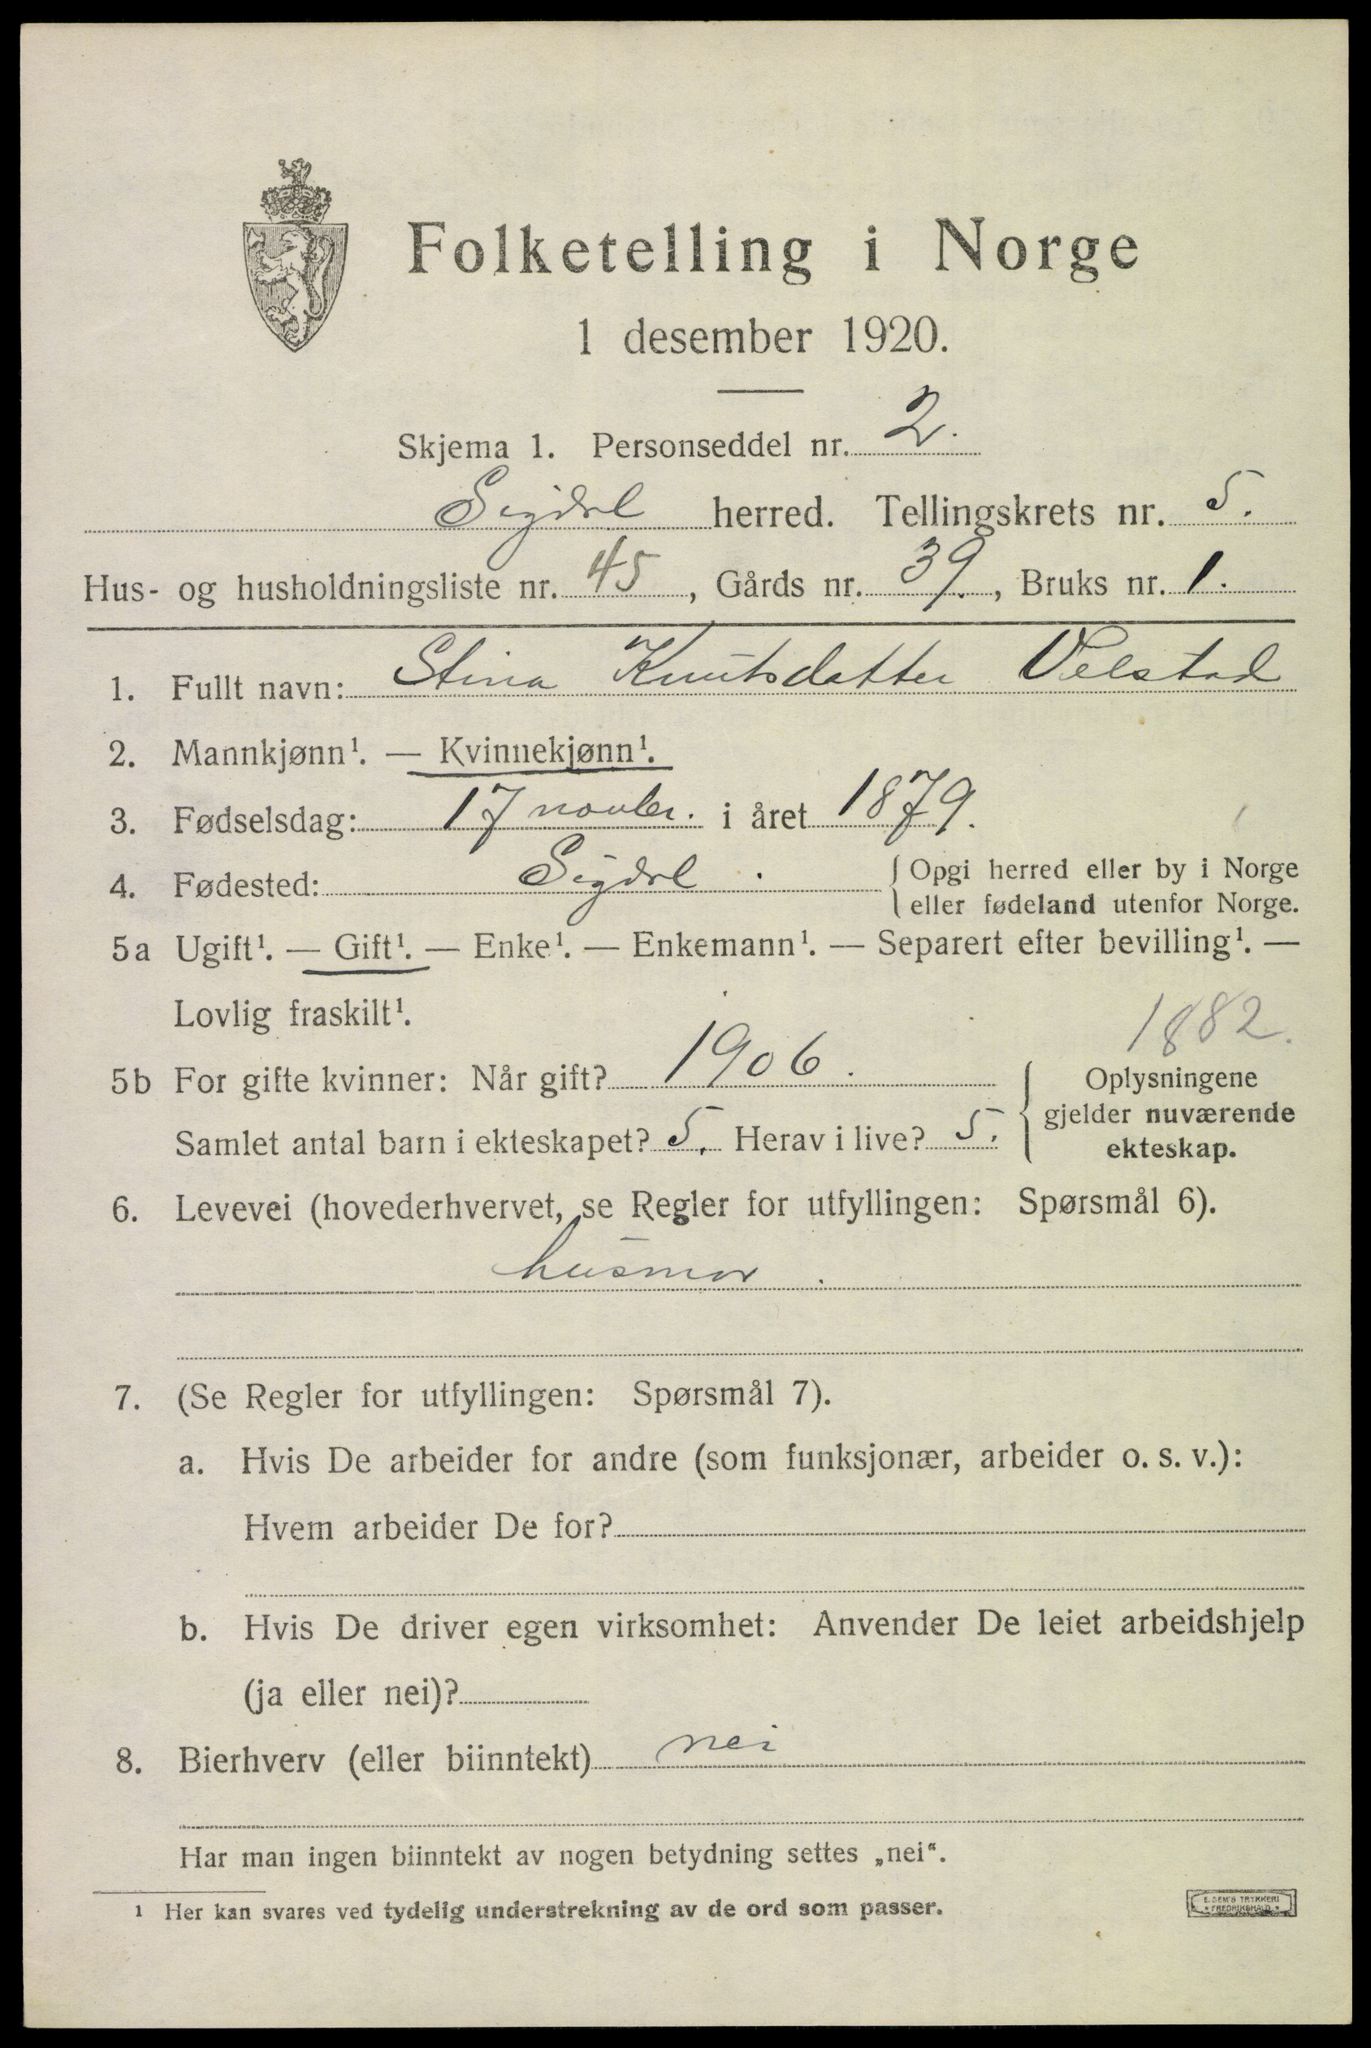 Folketelling i Norge
1 desember 1920.
Skjema 1. Personseddel nr. 2.
Sigdal herred. Tellingskrets nr. 5.
Hus- og husholdningsliste nr. 45, Gårds nr. 39., Bruks nr. 1.
1. Fullt navn: Stina Knutsdatter Velstad
2. Mannkjønn¹. — Kvinnekjønn¹.
3. Fødselsdag: 17 novbr. i året 1879.
4. Fødested: Sigdal. { Opgi herred eller by i Norge
eller fødeland utenfor Norge.
5a Ugift¹. — Gift¹. — Enke¹. — Enkemann¹. — Separert efter bevilling¹. —
Lovlig fraskilt¹.
1882.
5b For gifte kvinner: Når gift? 1906. { Oplysningene
gjelder nuværende
ekteskap.
Samlet antal barn i ekteskapet? 5. Herav i live? 5.
6. Levevei (hovederhvervet, se Regler for utfyllingen: Spørsmål 6).
husmor.
7. (Se Regler for utfyllingen: Spørsmål 7).
a. Hvis De arbeider for andre (som funksjonær, arbeider o. s. v.):
Hvem arbeider De for?
b. Hvis De driver egen virksomhet: Anvender De leiet arbeidshjelp
(ja eller nei)?
8. Bierhverv (eller biinntekt) nei
Har man ingen biinntekt av nogen betydning settes „nei“.
¹ Her kan svares ved tydelig understrekning av de ord som passer.
E. SEM'S TRYKKERI
FREDRIKSHALD